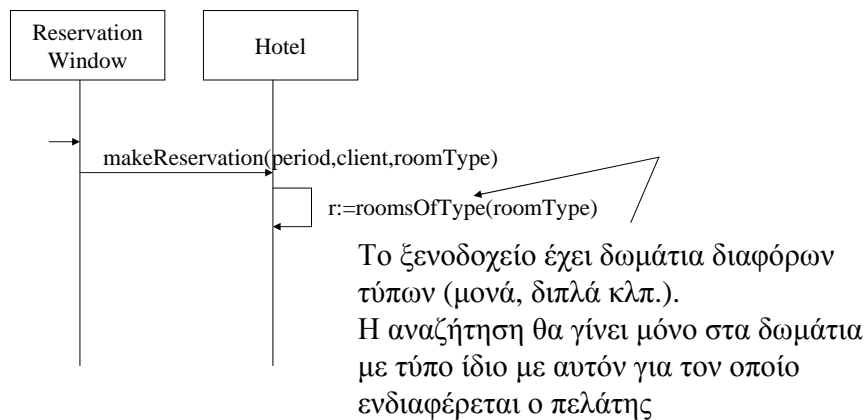 Reservation
Window
Hotel
makeReservation(period,client,roomType)
r:=roomsOfType(roomType)
Το ξενοδοχείο έχει δωμάτια διαφόρων
τύπων (μονά, διπλά κλπ.).
Η αναζήτηση θα γίνει μόνο στα δωμάτια
με τύπο ίδιο με αυτόν για τον οποίο
ενδιαφέρεται ο πελάτης